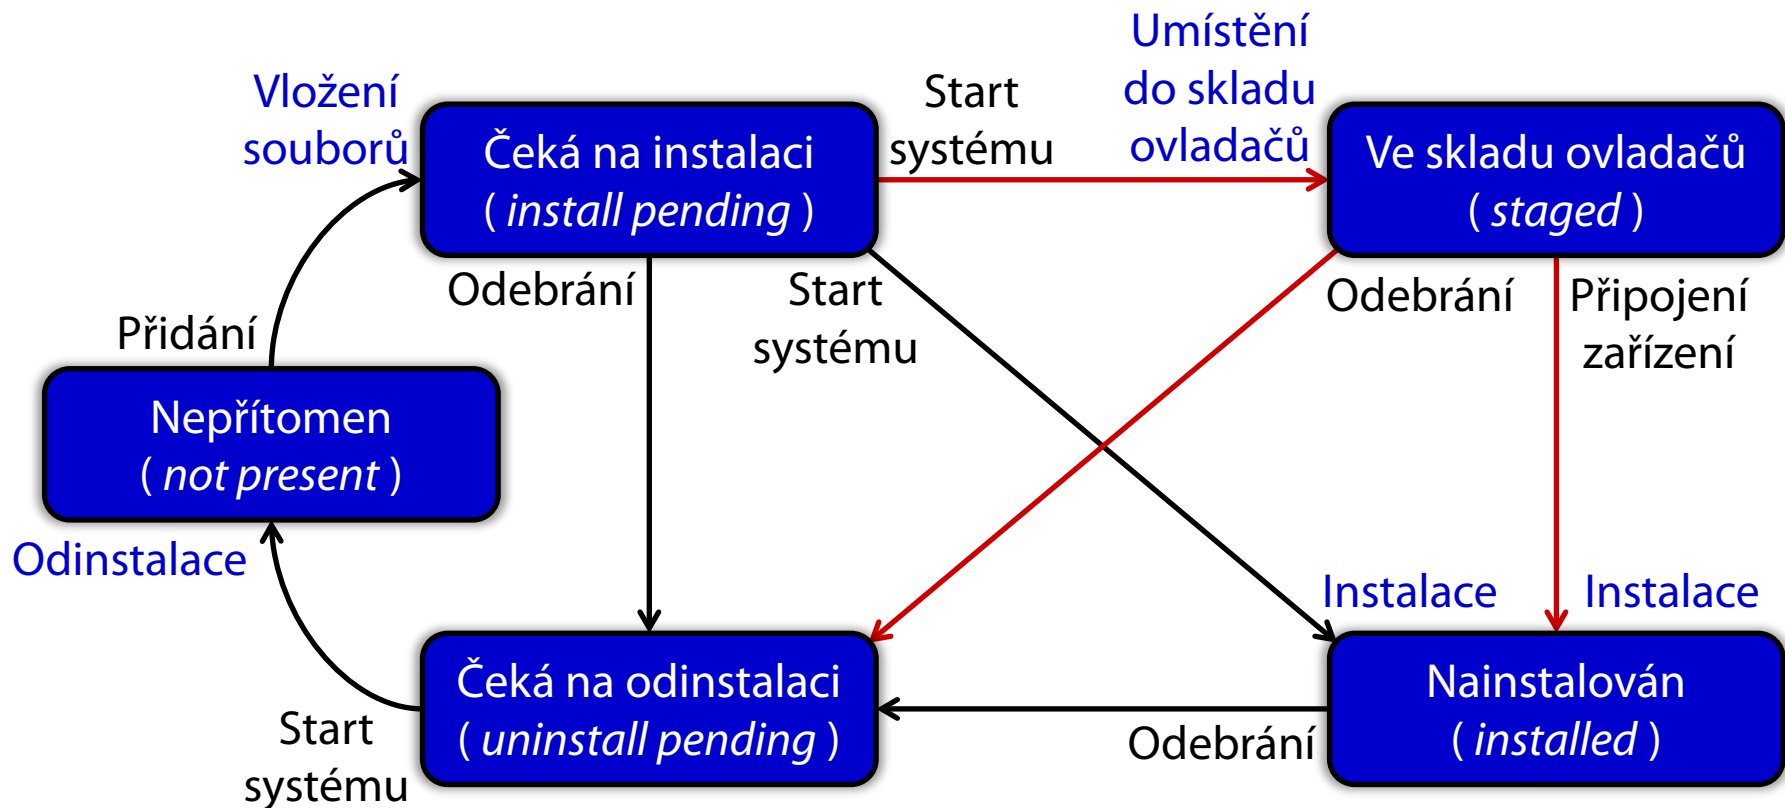 Umístění
do skladu
ovladačů
Vložení
souborů
Start
systému
Čeká na instalaci
( install pending )
Ve skladu ovladačů
( staged )
Odebrání
Start
systému
Odebrání
Připojení
zařízení
Přidání
Nepřítomen
( not present )
Odinstalace
Instalace
Instalace
Čeká na odinstalaci
( uninstall pending )
Nainstalován
( installed )
Start
systému
Odebrání